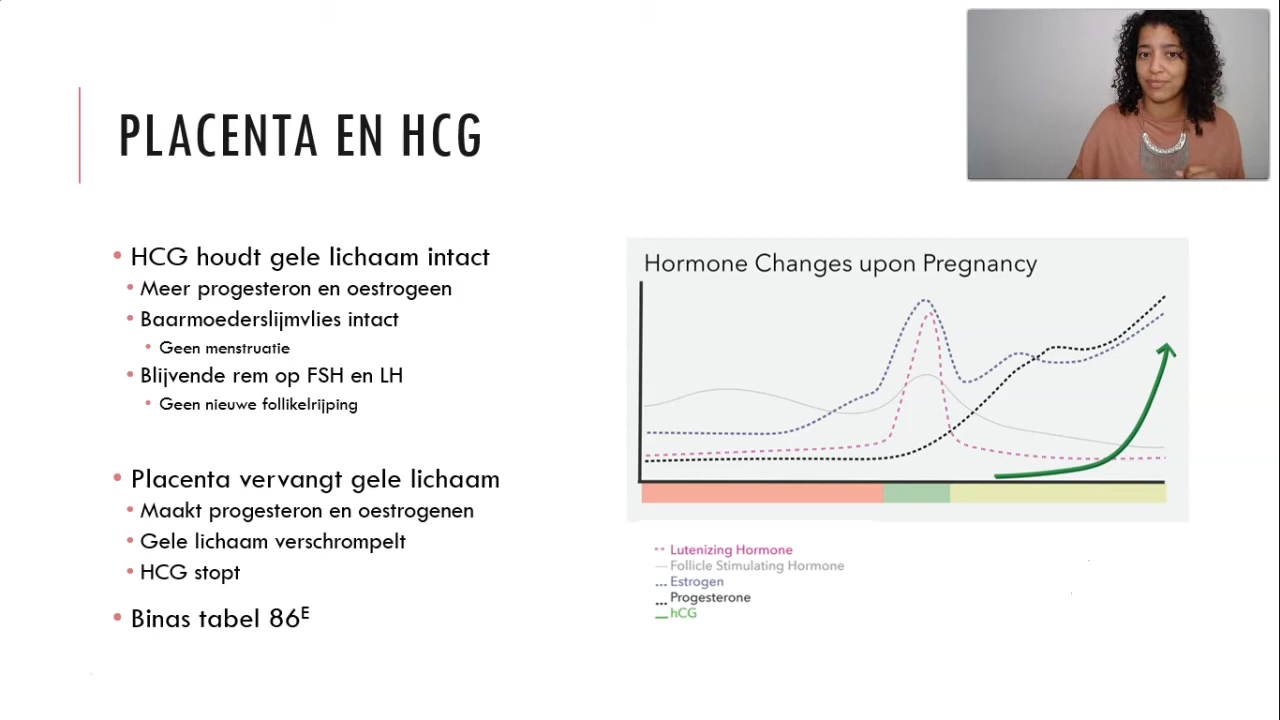 PLACENTA EN HCG
• HCG houdt gele lichaam intact
• Meer progesteron en oestrogeen
• Baarmoederslijmvlies intact
• Geen menstruatie
• Blijvende rem op FSH en LH
• Geen nieuwe follikelrijping
• Placenta vervangt gele lichaam
• Maakt progesteron en oestrogenen
• Gele lichaam verschrompelt
• HCG stopt
• Binas tabel 86ᴱ
Hormone Changes upon Pregnancy
Lutenizing Hormone
Follicle Stimulating Hormone
Estrogen
Progesterone
hCG